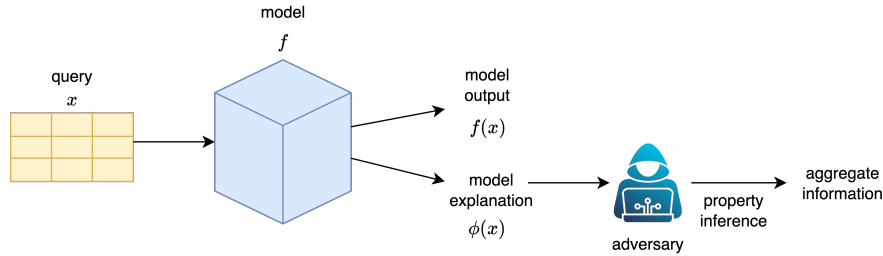 query
x
model
f
model
output
f(x)
model
explanation
ϕ(x)
adversary
property
inference
aggregate
information